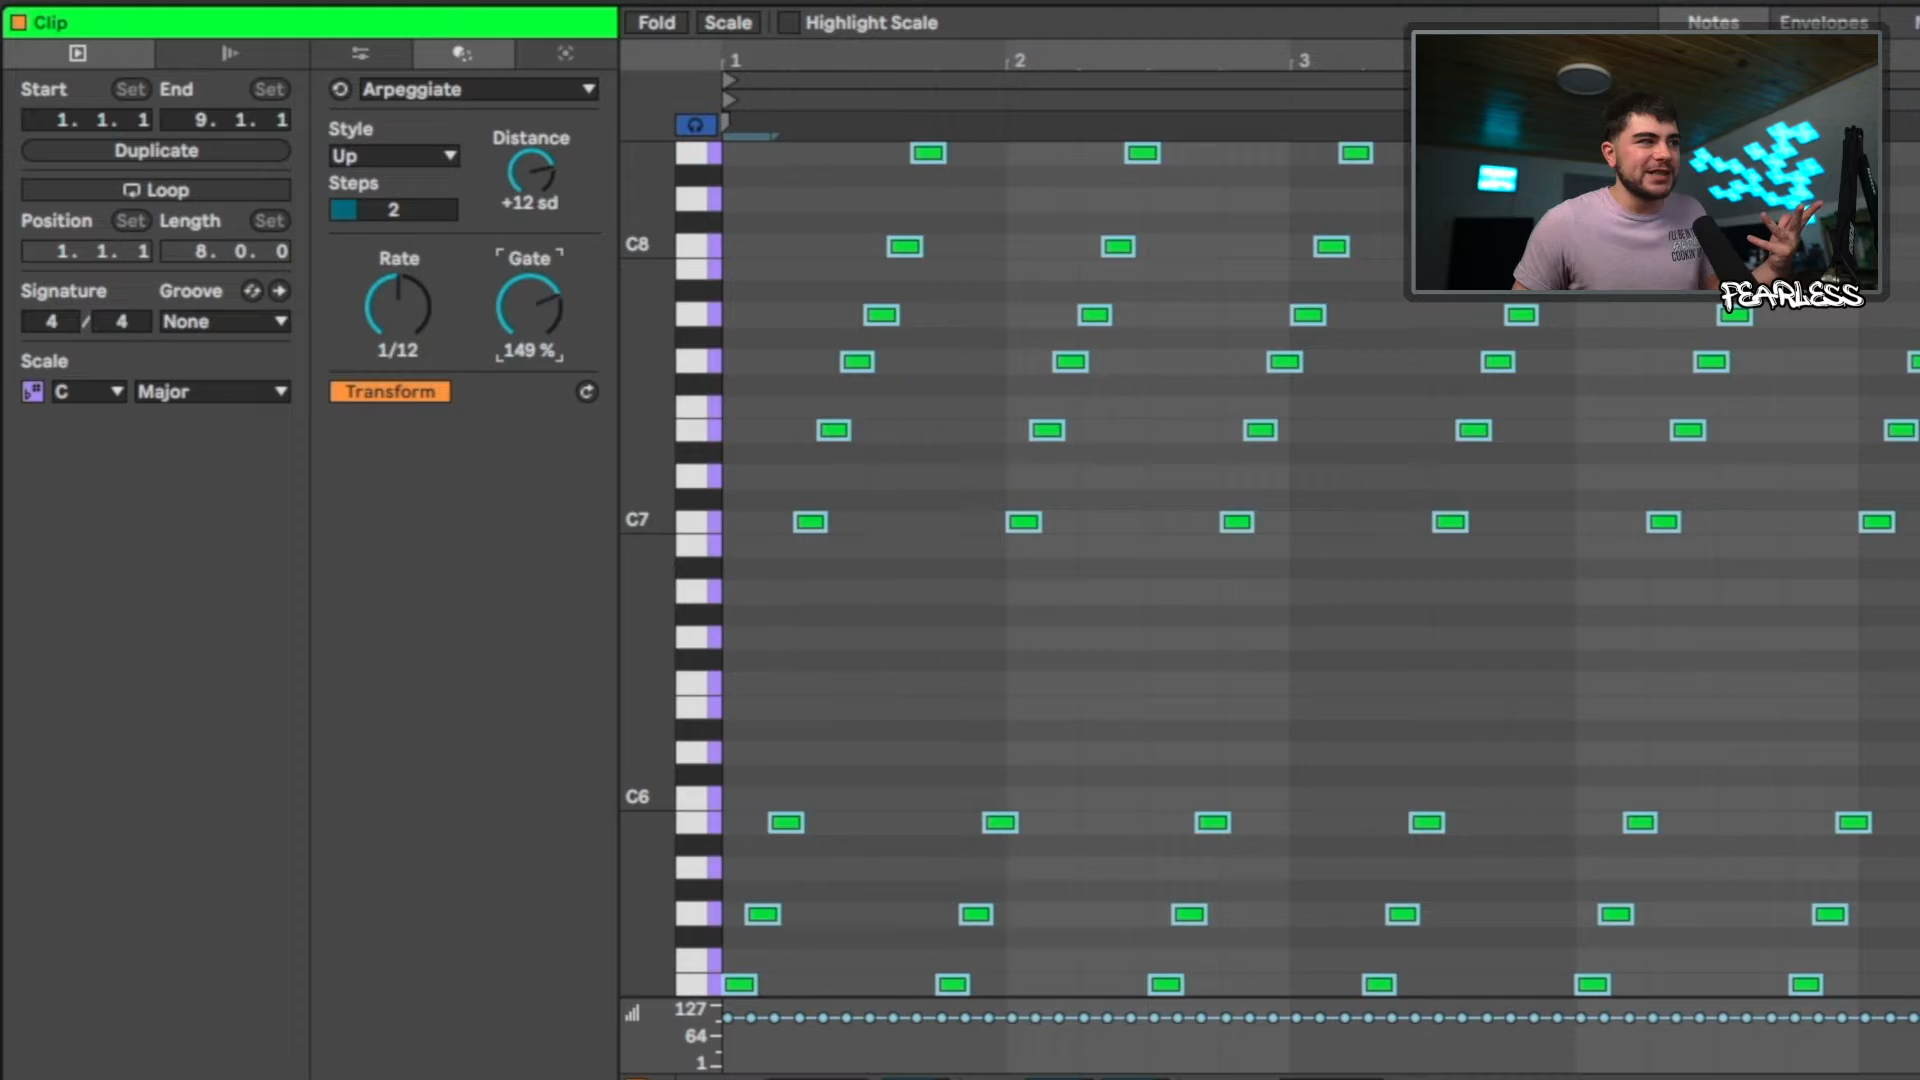 Clip
Fold Scale Highlight Scale
Notes Envelopes
1 2 3
Start Set End Set
1. 1. 1 9. 1. 1
Duplicate
Loop
Position Set Length Set
1. 1. 1 8. 0. 0
Signature Groove
4 / 4 None
Scale
C Major
Arpeggiate
Style
Up
Distance
+12 sd
Steps
2
Rate
1/12
Gate
149 %
Transform
C8
C7
C6
127
64
1
COOKIN'
FEARLESS